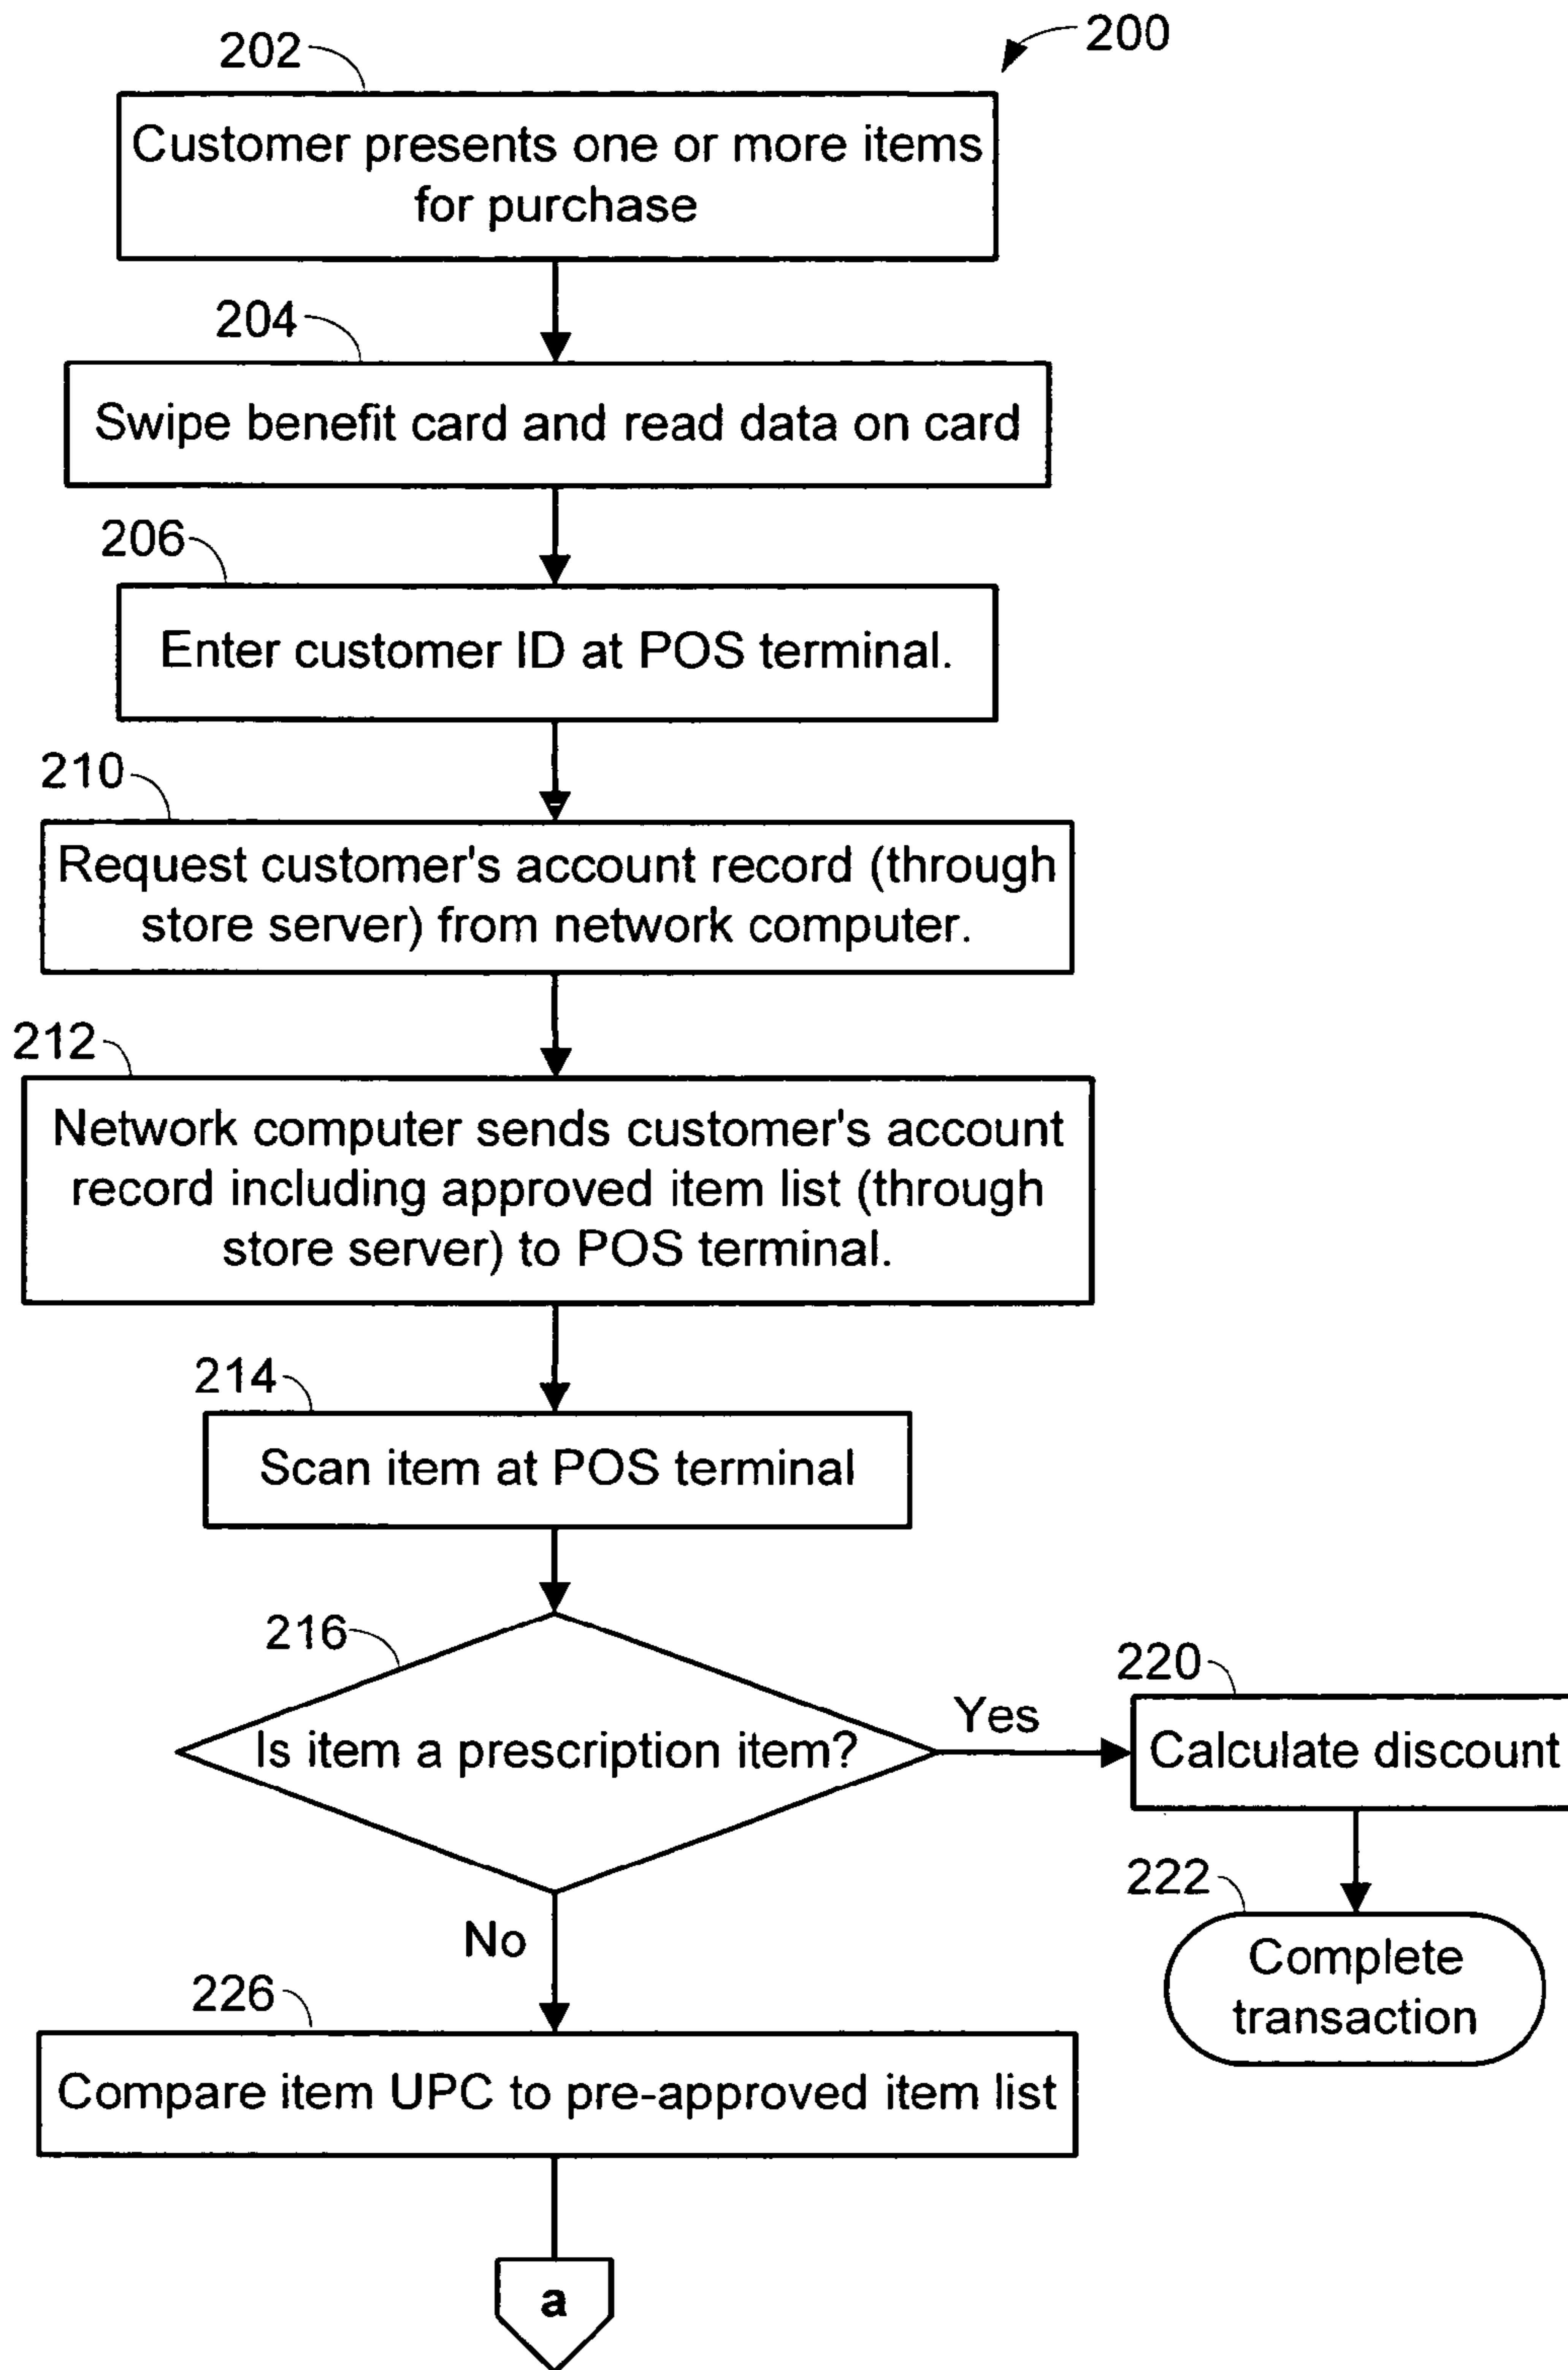 200
202
Customer presents one or more items
for purchase
204
Swipe benefit card and read data on card
206
Enter customer ID at POS terminal.
210
Request customer's account record (through
store server) from network computer.
212
Network computer sends customer's account
record including approved item list (through
store server) to POS terminal.
214
Scan item at POS terminal
216
Is item a prescription item?
Yes
220
Calculate discount
222
Complete
transaction
No
226
Compare item UPC to pre-approved item list
a